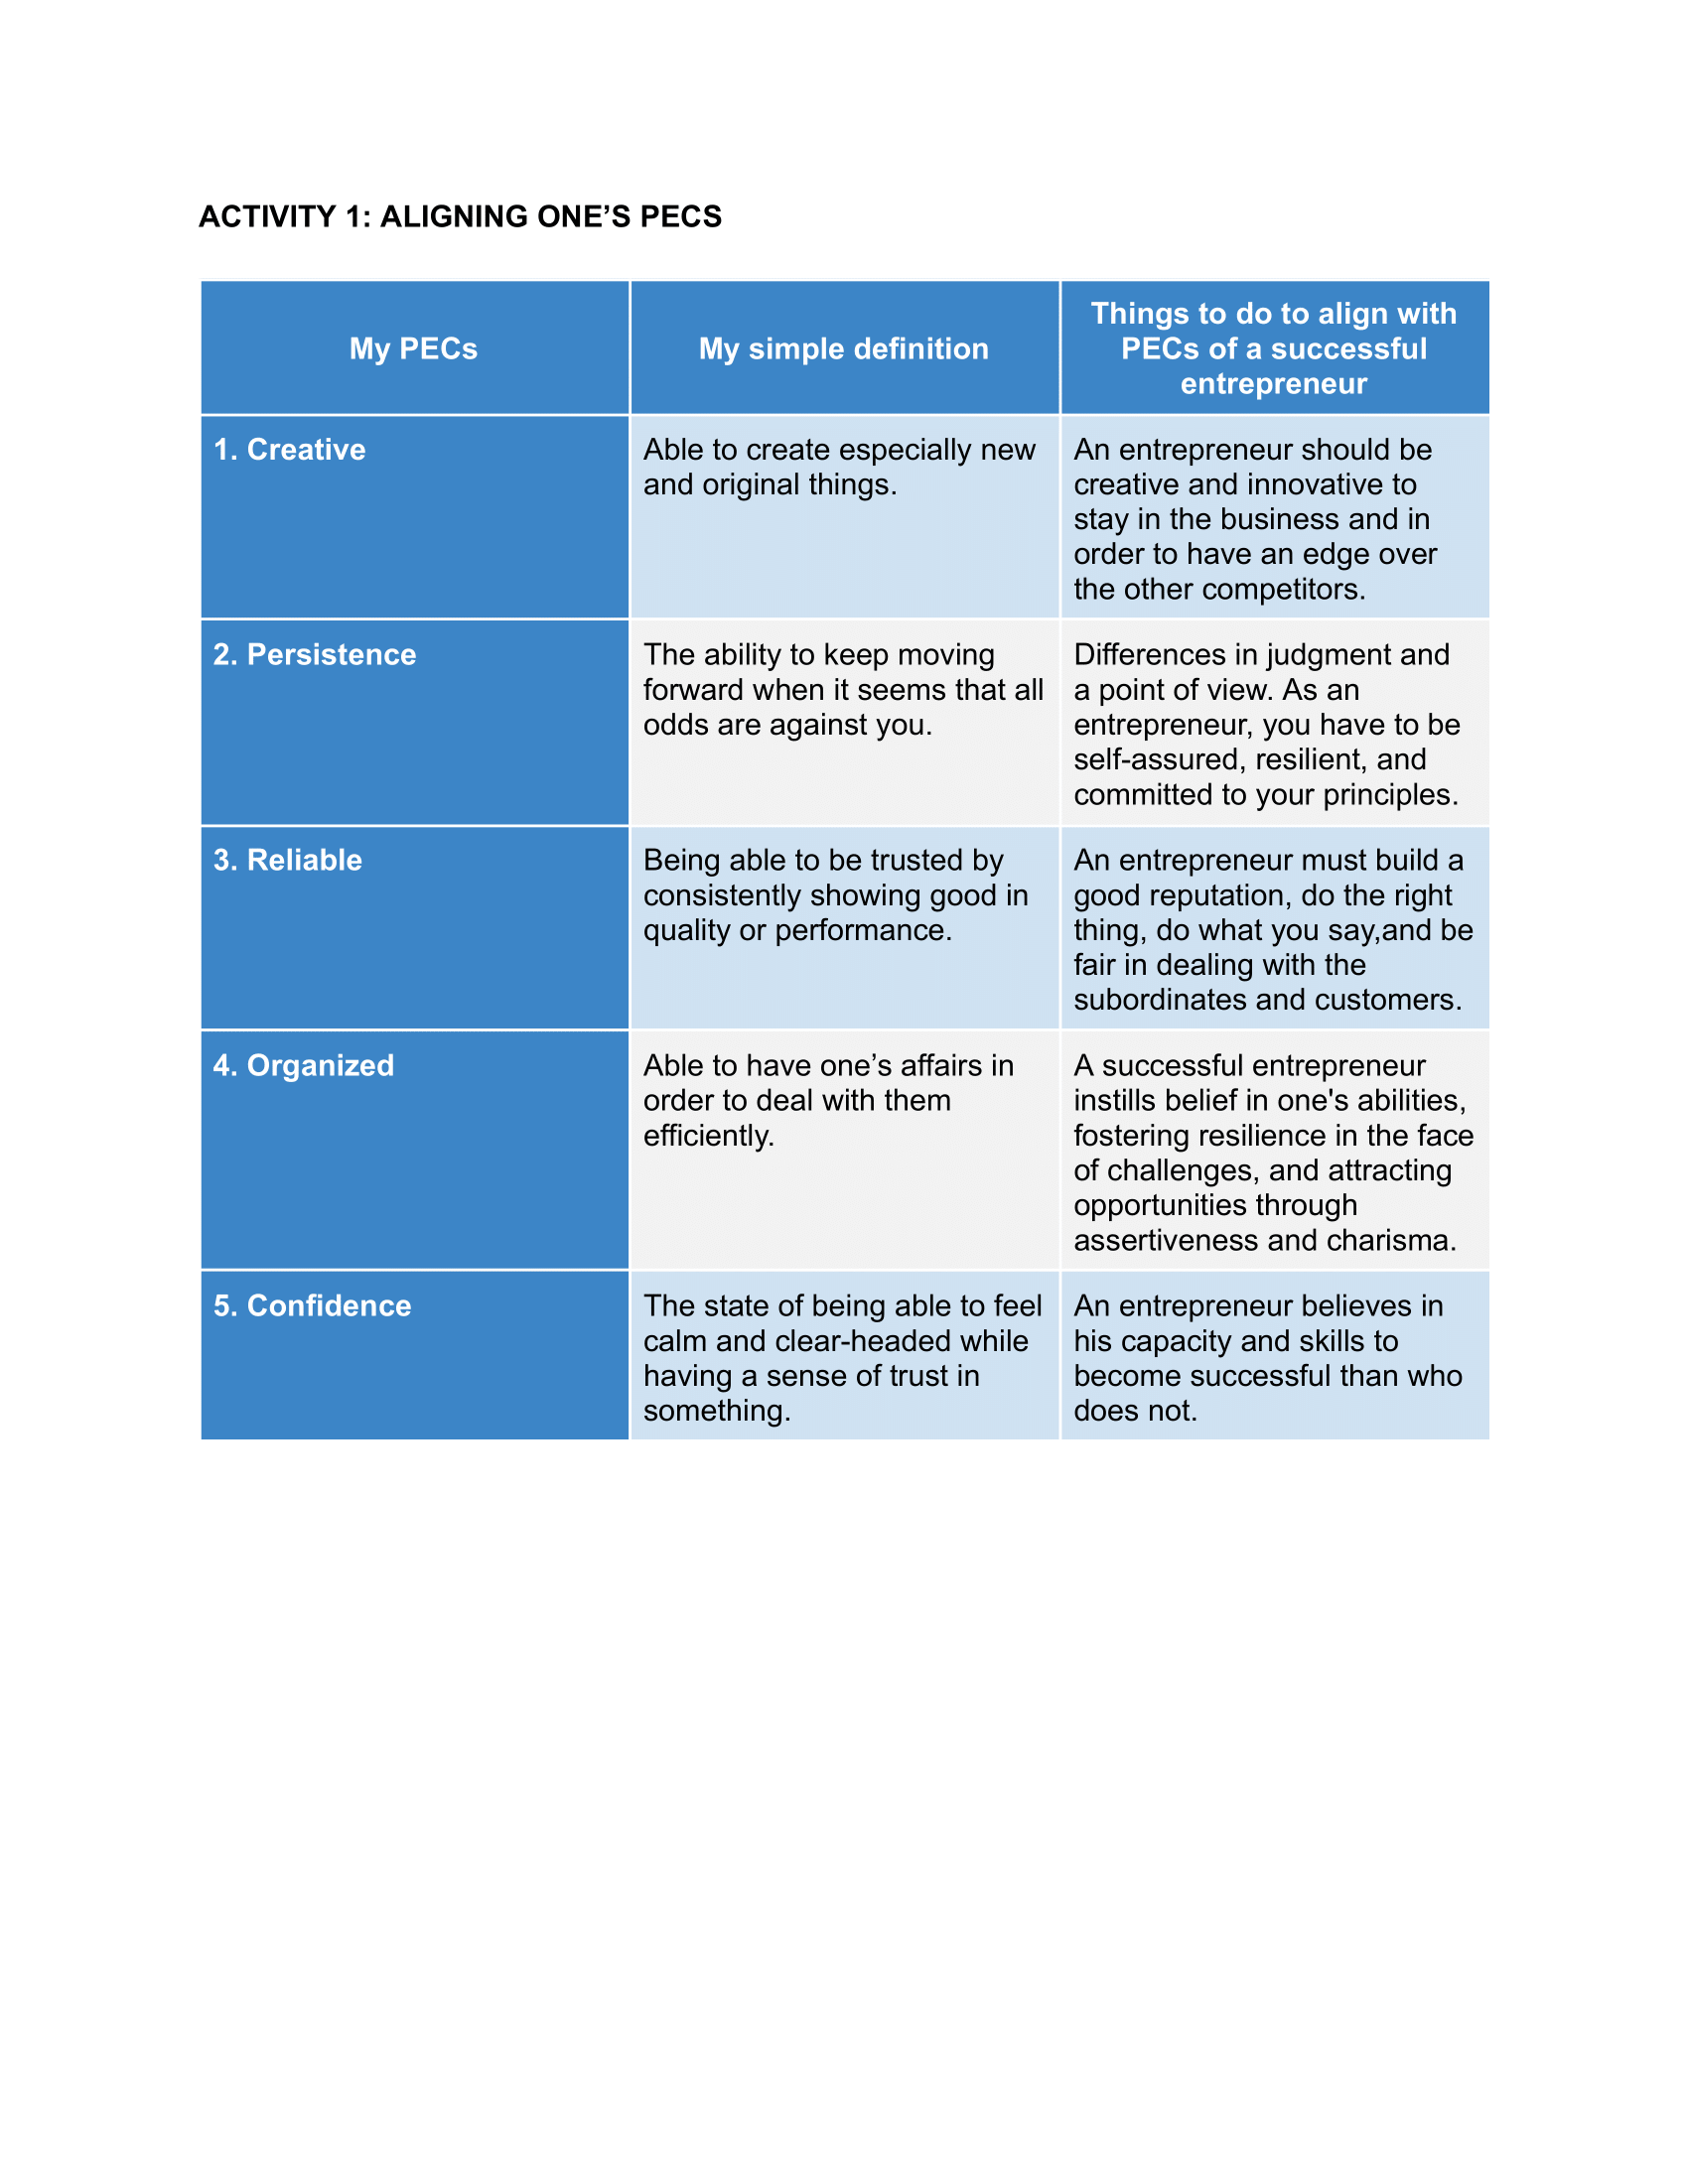 ACTIVITY 1: ALIGNING ONE’S PECS
My PECs
My simple definition
Things to do to align with
PECs of a successful
entrepreneur
1. Creative
Able to create especially new
and original things.
An entrepreneur should be
creative and innovative to
stay in the business and in
order to have an edge over
the other competitors.
2. Persistence
The ability to keep moving
forward when it seems that all
odds are against you.
Differences in judgment and
a point of view. As an
entrepreneur, you have to be
self-assured, resilient, and
committed to your principles.
3. Reliable
Being able to be trusted by
consistently showing good in
quality or performance.
An entrepreneur must build a
good reputation, do the right
thing, do what you say,and be
fair in dealing with the
subordinates and customers.
4. Organized
Able to have one’s affairs in
order to deal with them
efficiently.
A successful entrepreneur
instills belief in one's abilities,
fostering resilience in the face
of challenges, and attracting
opportunities through
assertiveness and charisma.
5. Confidence
The state of being able to feel
calm and clear-headed while
having a sense of trust in
something.
An entrepreneur believes in
his capacity and skills to
become successful than who
does not.